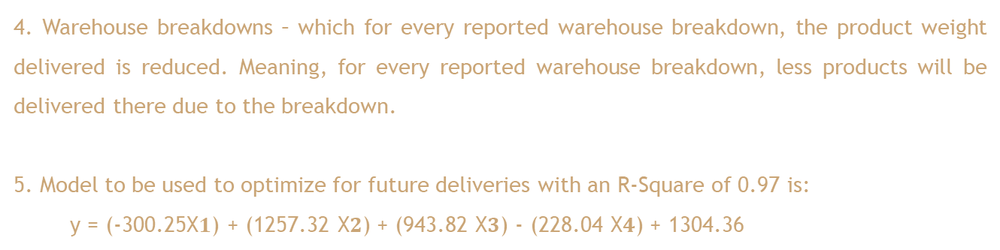 4. Warehouse breakdowns – which for every reported warehouse breakdown, the product weight
delivered is reduced. Meaning, for every reported warehouse breakdown, less products will be
delivered there due to the breakdown.
5. Model to be used to optimize for future deliveries with an R-Square of 0.97 is:
y = (-300.25X1) + (1257.32 X2) + (943.82 X3) - (228.04 X4) + 1304.36